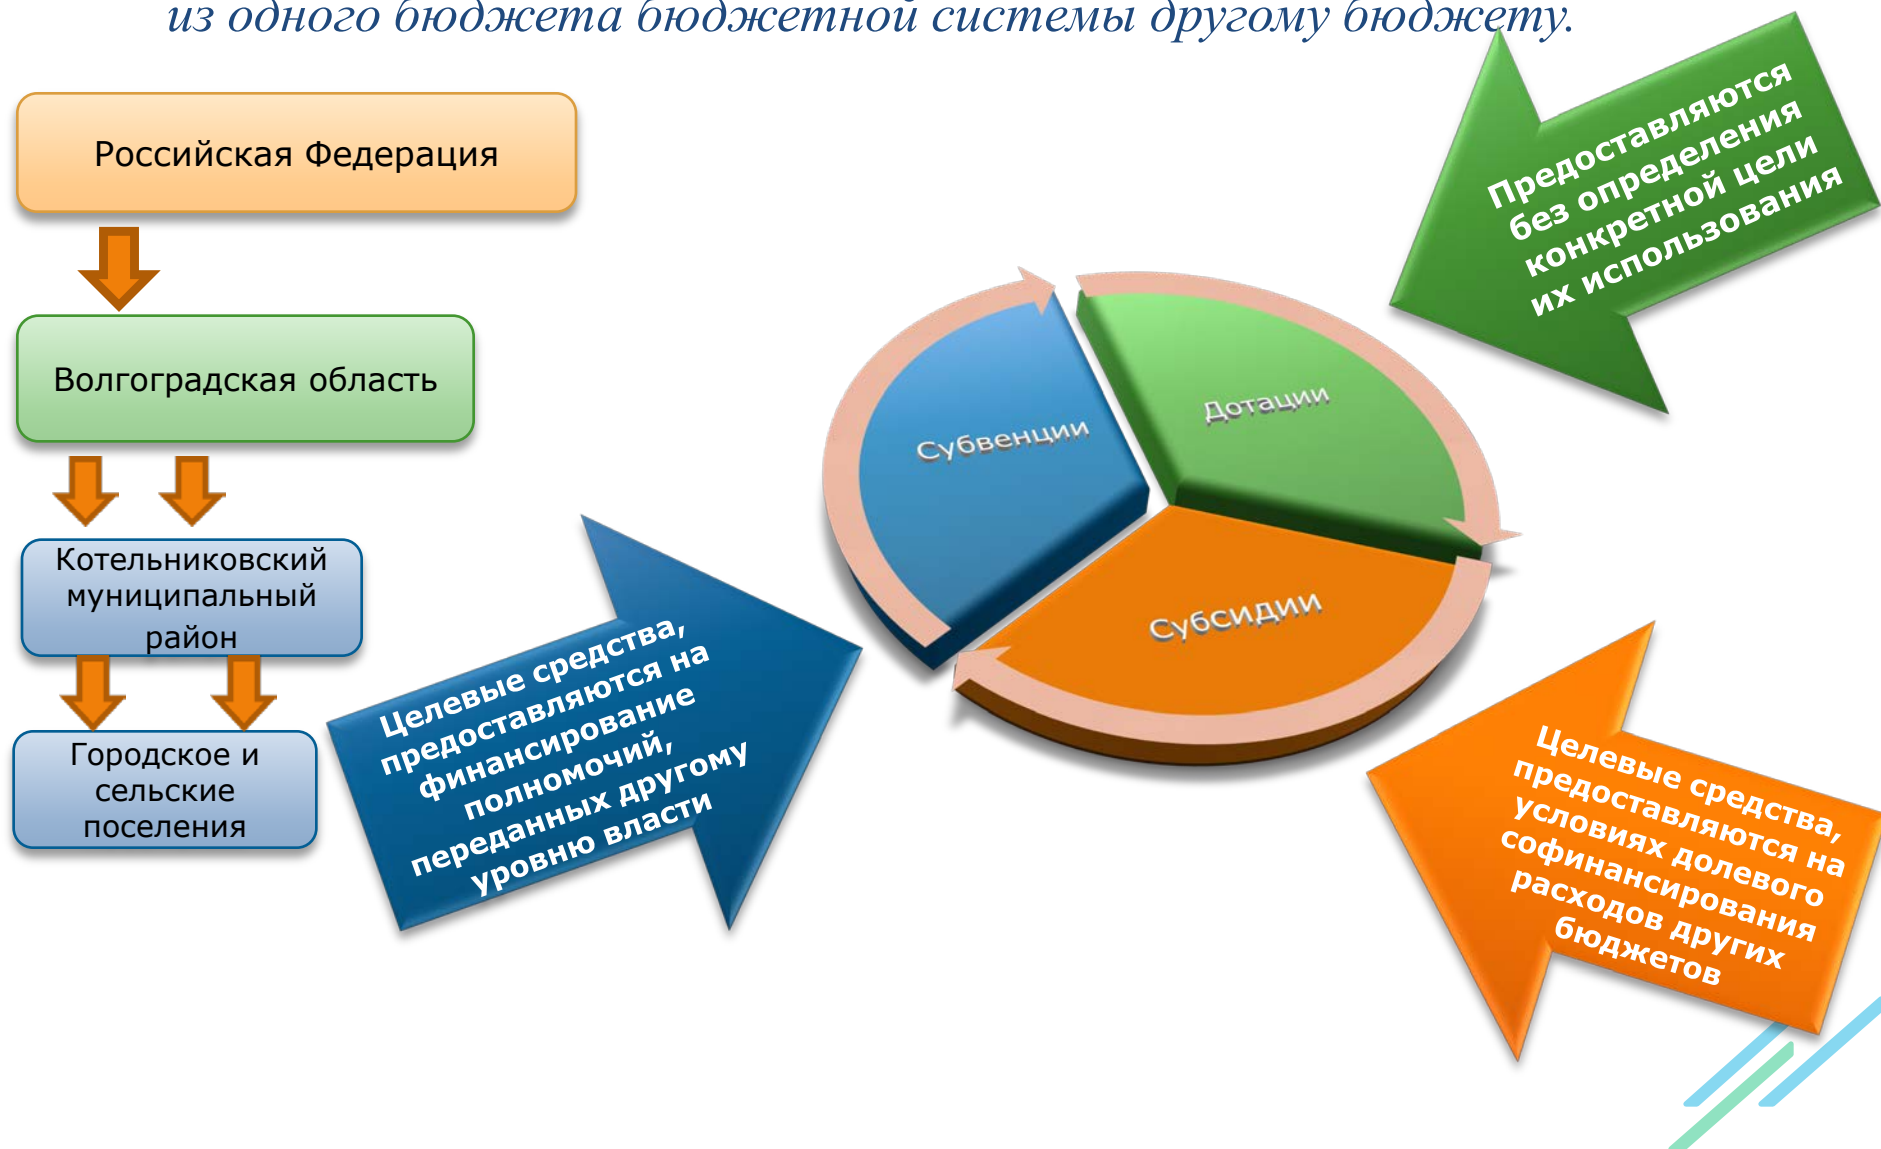 из одного бюджета бюджетной системы другому бюджету.
Российская Федерация
Волгоградская область
Котельниковский
муниципальный
район
Городское и
сельские
поселения
Целевые средства,
предоставляются на
финансирование
полномочий,
переданных другому
уровню власти
Субвенции
Дотации
Субсидии
Предоставляются
без определения
конкретной цели
их использования
Целевые средства,
предоставляются на
условиях долевого
софинансирования
расходов других
бюджетов